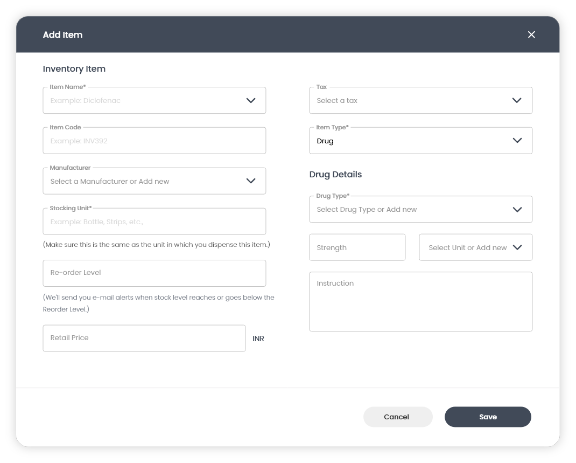 Add Item
Inventory Item
Item Name*
Example: Diclofenac
Item Code
Example: INV392
Manufacturer
Select a Manufacturer or Add new
Stocking Unit*
Example: Bottle, Strips, etc.,
(Make sure this is the same as the unit in which you dispense this item.)
Re-order Level
(We'll send you e-mail alerts when stock level reaches or goes below the
Reorder Level.)
Retail Price
INR
Tax
Select a tax
Item Type*
Drug
Drug Details
Drug Type*
Select Drug Type or Add new
Strength
Select Unit or Add new
Instruction
Cancel
Save